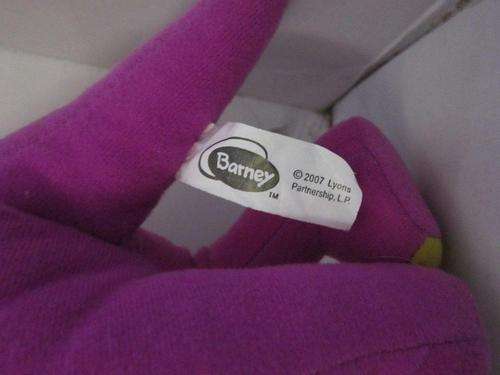 Barney
TM
© 2007 Lyons
Partnership, L.P.